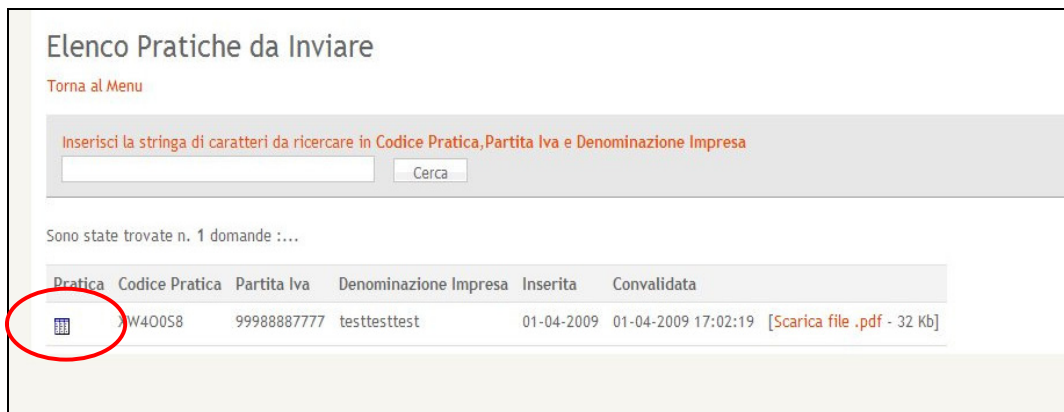 Elenco Pratiche da Inviare
Torna al Menu
Inserisci la stringa di caratteri da ricercare in Codice Pratica,Partita Iva e Denominazione Impresa
Cerca
Sono state trovate n. 1 domande :...
Pratica Codice Pratica Partita Iva Denominazione Impresa Inserita Convalidata
XW4O0S8 99988887777 testtesttest 01-04-2009 01-04-2009 17:02:19 [Scarica file .pdf - 32 Kb]